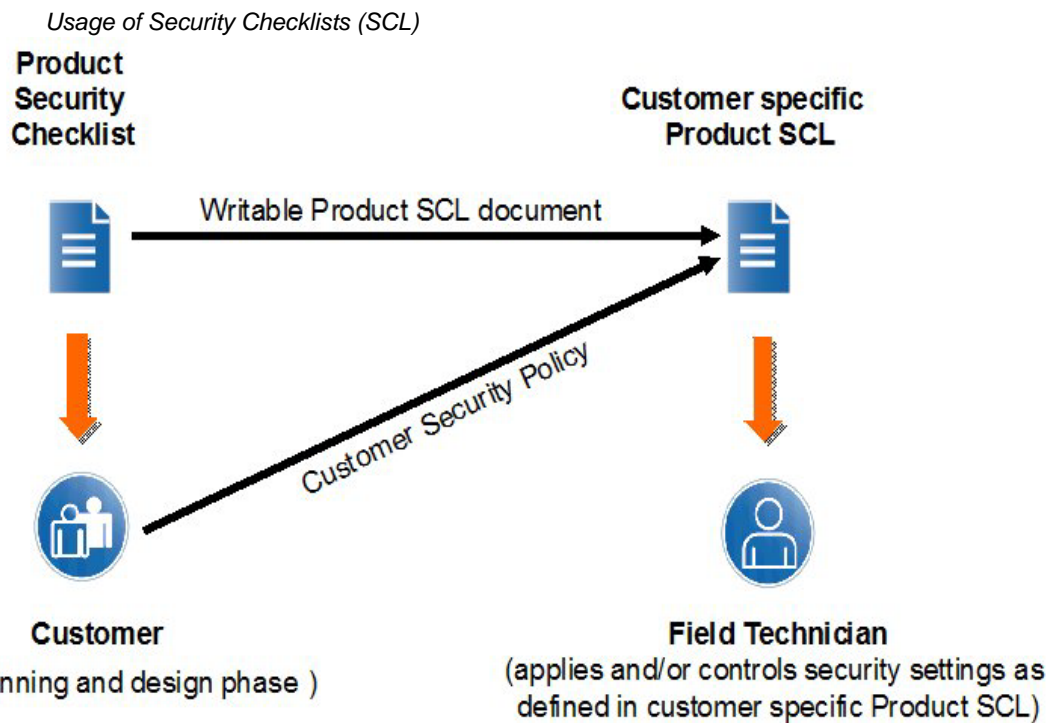 Usage of Security Checklists (SCL)
Product
Security
Checklist
Customer specific
Product SCL
Writable Product SCL document
Customer Security Policy
Customer
nning and design phase )
Field Technician
(applies and/or controls security settings as
defined in customer specific Product SCL)